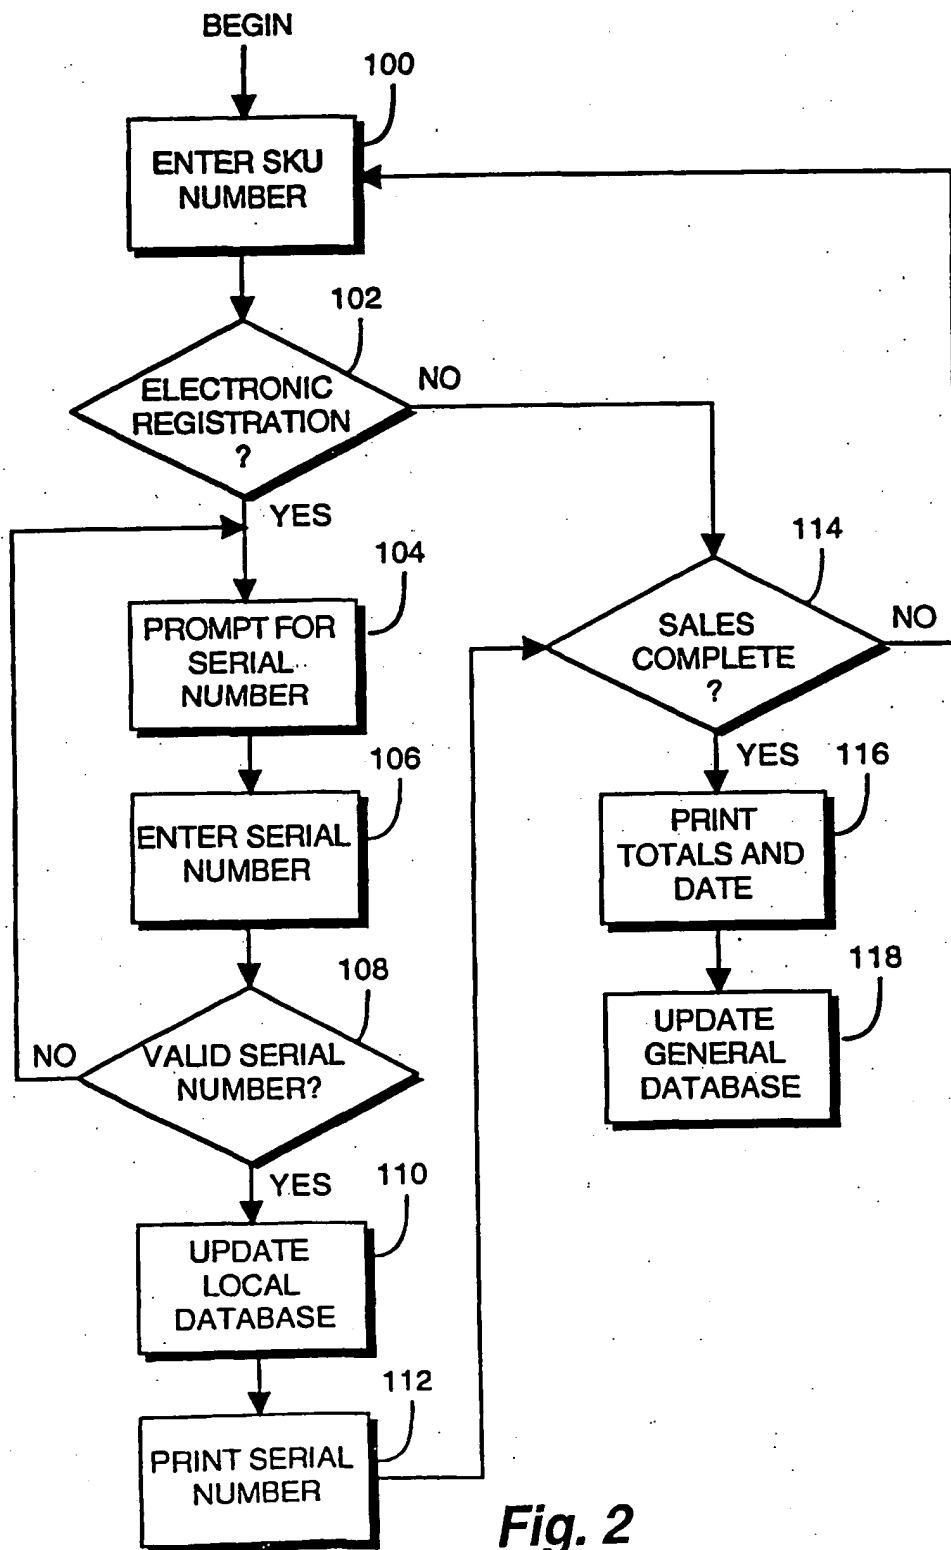 BEGIN
100
ENTER SKU
NUMBER
102
ELECTRONIC
REGISTRATION
?
NO
YES
104
PROMPT FOR
SERIAL
NUMBER
106
ENTER SERIAL
NUMBER
108
VALID SERIAL
NUMBER?
NO
YES
110
UPDATE
LOCAL
DATABASE
112
PRINT SERIAL
NUMBER
114
SALES
COMPLETE
?
NO
YES
116
PRINT
TOTALS AND
DATE
118
UPDATE
GENERAL
DATABASE
Fig. 2